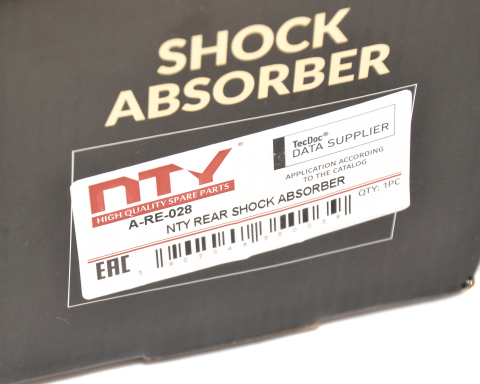 SHOCK
ABSORBER
NTY®
HIGH QUALITY SPARE PARTS
TecDoc®
DATA SUPPLIER
APPLICATION ACCORDING
TO THE CATALOG
A-RE-028
NTY REAR SHOCK ABSORBER
QTY: 1PC
EAC